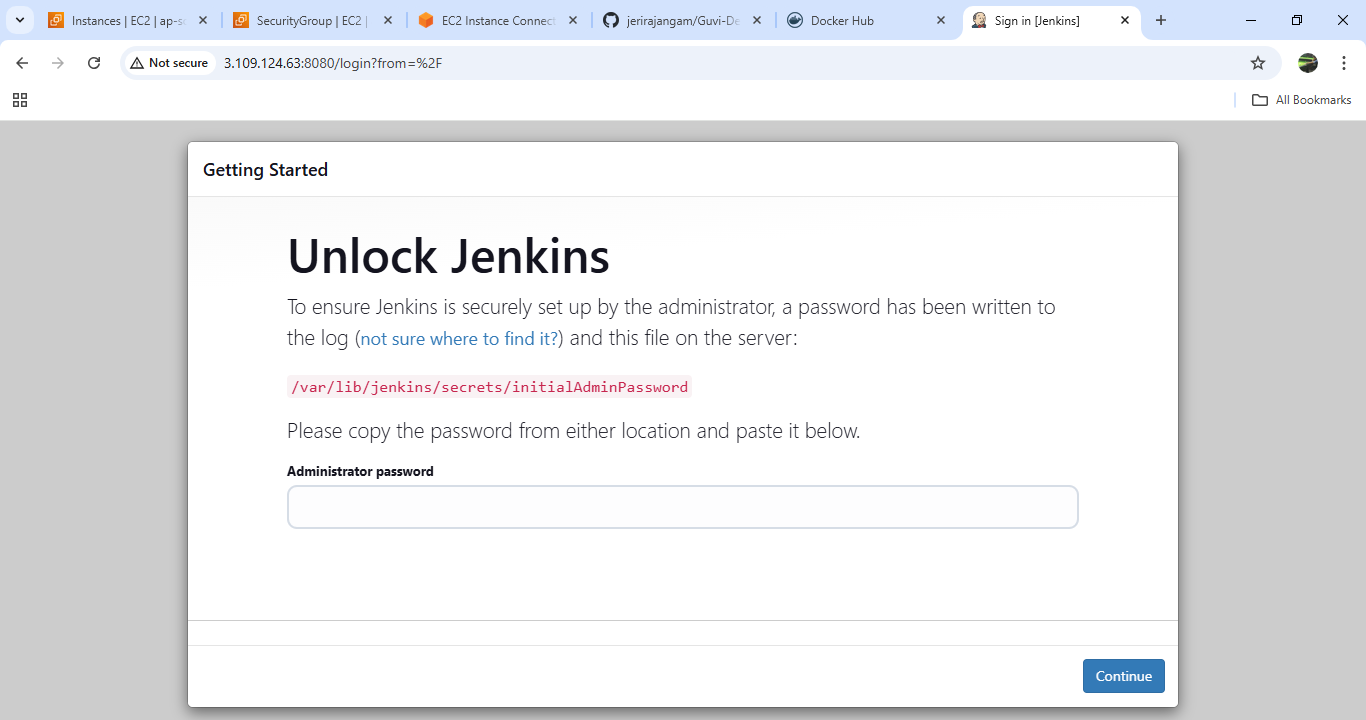 Instances | EC2 | ap-so
SecurityGroup | EC2 |
EC2 Instance Connect
jerirajangam/Guvi-De
Docker Hub
Sign in [Jenkins]
Not secure
3.109.124.63:8080/login?from=%2F
All Bookmarks
Getting Started
Unlock Jenkins
To ensure Jenkins is securely set up by the administrator, a password has been written to
the log (not sure where to find it?) and this file on the server:
/var/lib/jenkins/secrets/initialAdminPassword
Please copy the password from either location and paste it below.
Administrator password
Continue